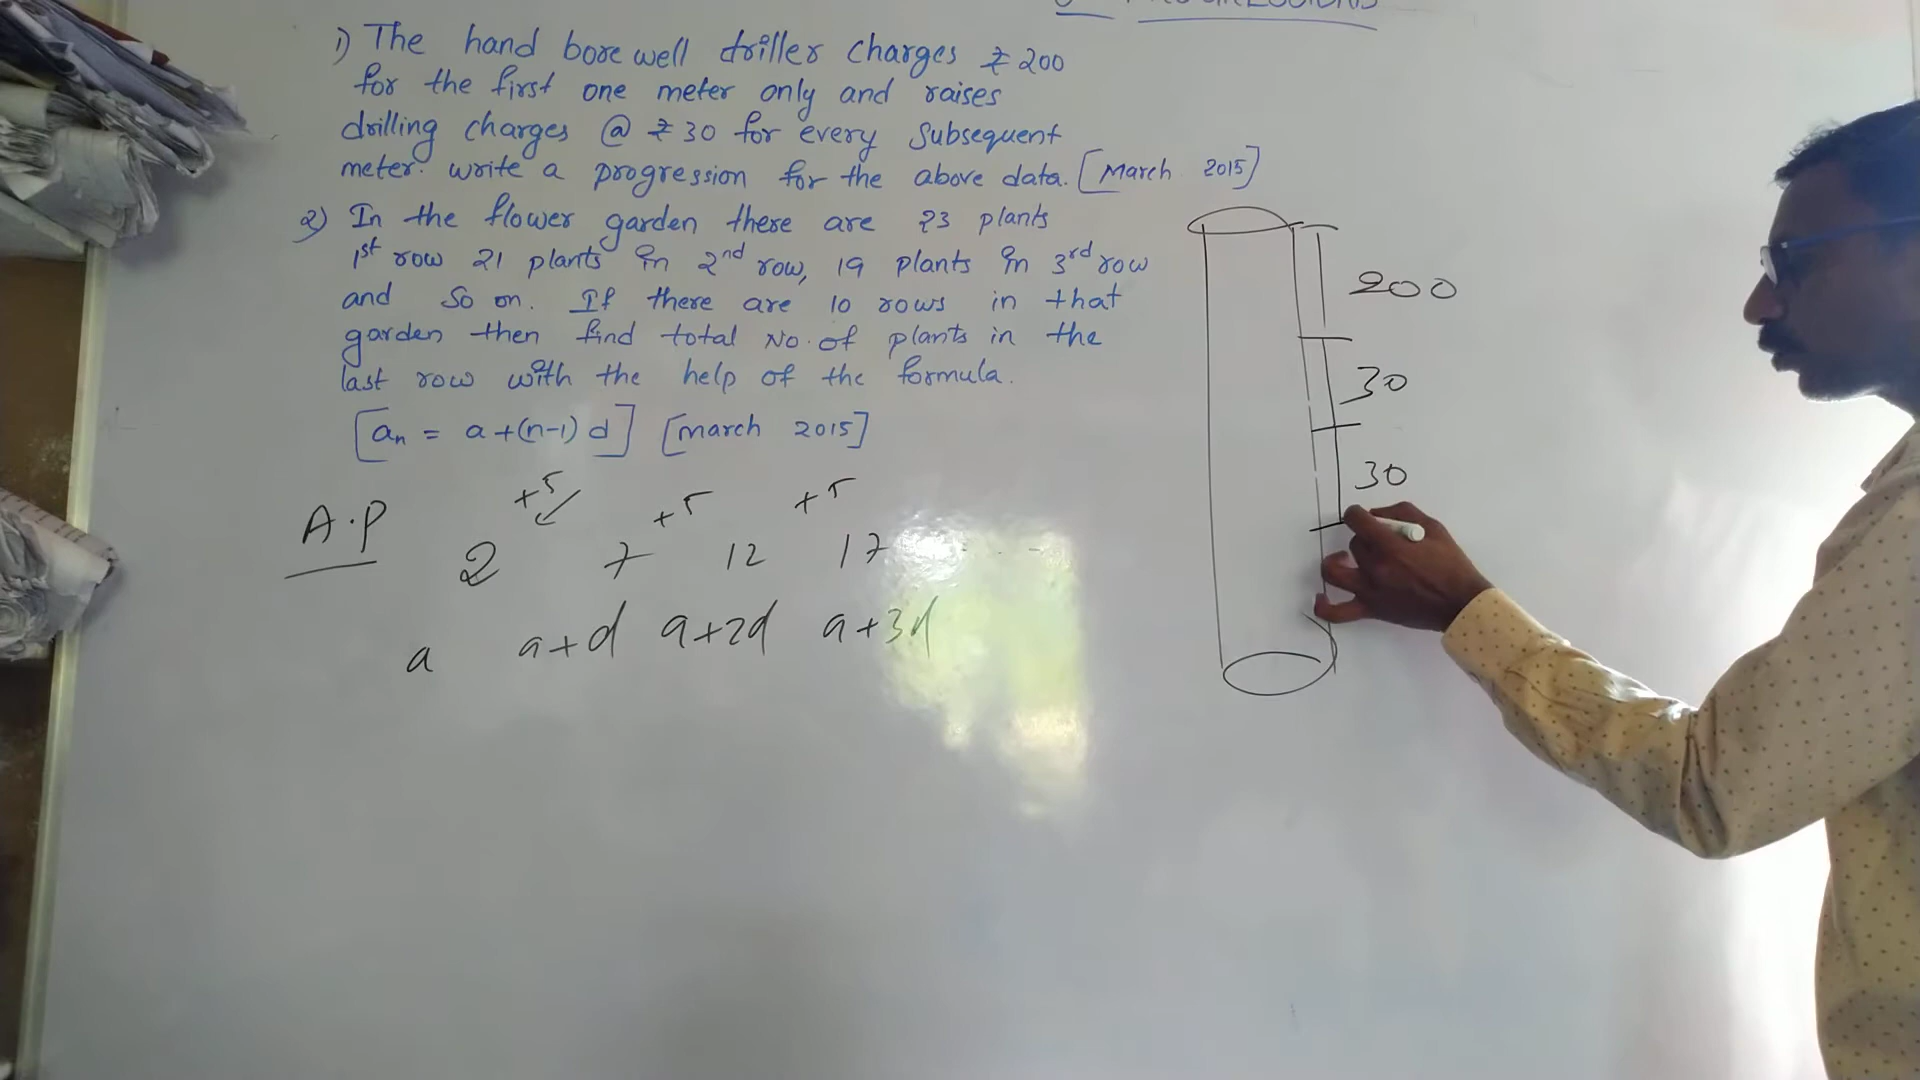 PROGRESSIONS
1) The hand bore well driller charges ₹ 200
for the first one meter only and raises
drilling charges @ ₹ 30 for every subsequent
meter. write a progression for the above data. [March 2015]
2) In the flower garden there are 23 plants
1st row 21 plants in 2nd row, 19 plants in 3rd row
and so on. If there are 10 rows in that
garden then find total No. of plants in the
last row with the help of the formula.
[an = a+(n-1) d] [march 2015]
200
30
30
+5 +5 +5
A.P 2 7 12 17 ....
a a+d a+2d a+3d